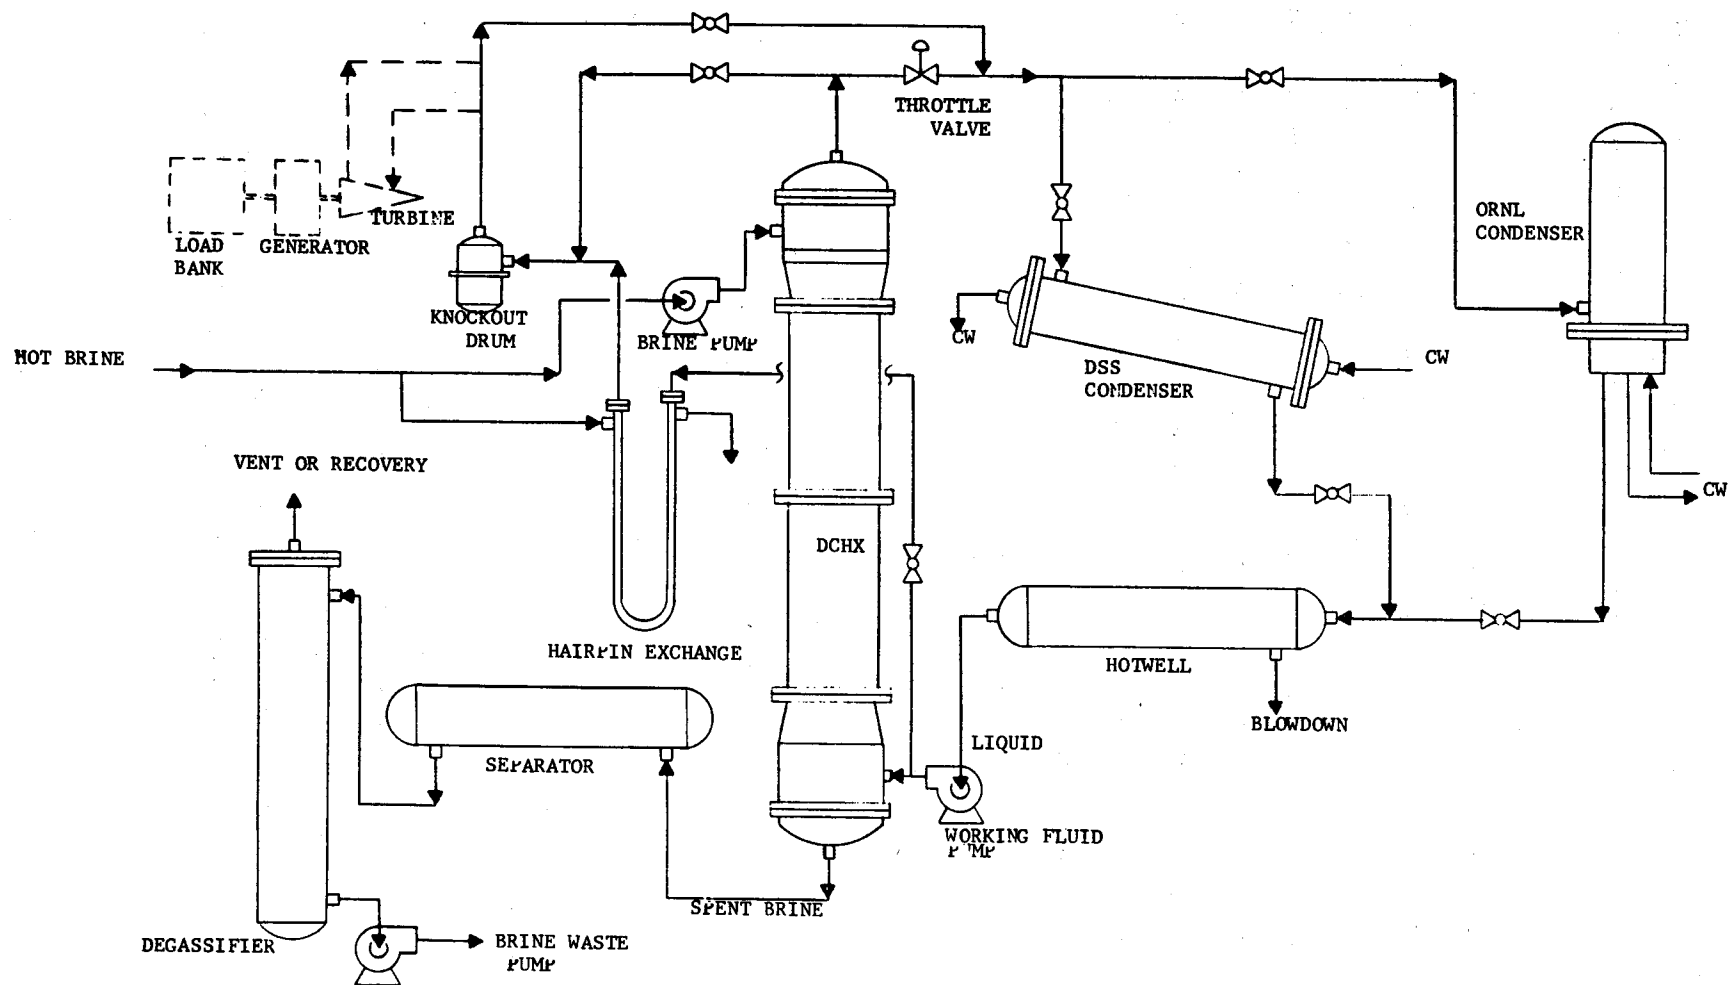 THROTTLE
VALVE
ORNL
CONDENSER
TURBINE
LOAD
BANK
GENERATOR
KNOCKOUT
DRUM
BRINE PUMP
CW
HOT BRINE
DSS
CONDENSER
CW
VENT OR RECOVERY
CW
DCHX
HAIRPIN EXCHANGE
HOTWELL
BLOWDOWN
LIQUID
SEPARATOR
WORKING FLUID
PUMP
SPENT BRINE
DEGASSIFIER
BRINE WASTE
PUMP